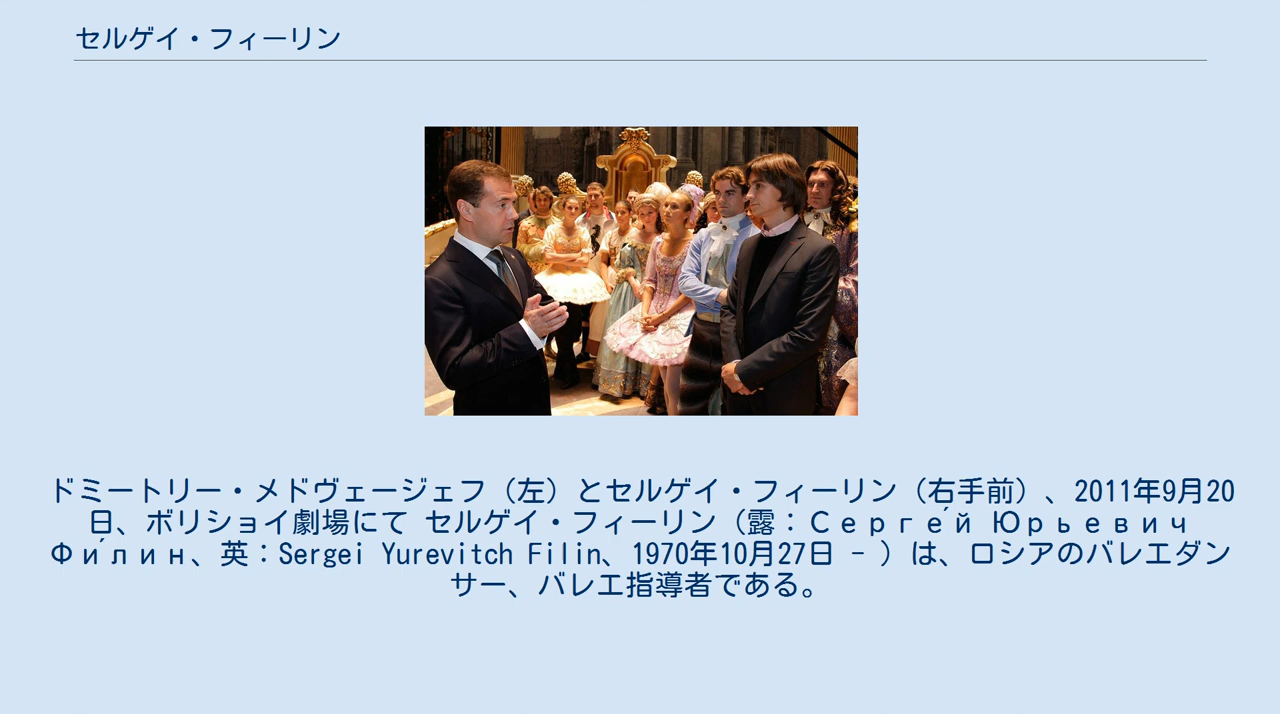 セルゲイ・フィーリン
ドミートリー・メドヴェージェフ（左）とセルゲイ・フィーリン（右手前）、2011年9月20
日、ボリショイ劇場にて セルゲイ・フィーリン（露：Серге́й Юрьевич
Фи́лин、英：Sergei Yurevitch Filin、1970年10月27日 - ）は、ロシアのバレエダン
サー、バレエ指導者である。